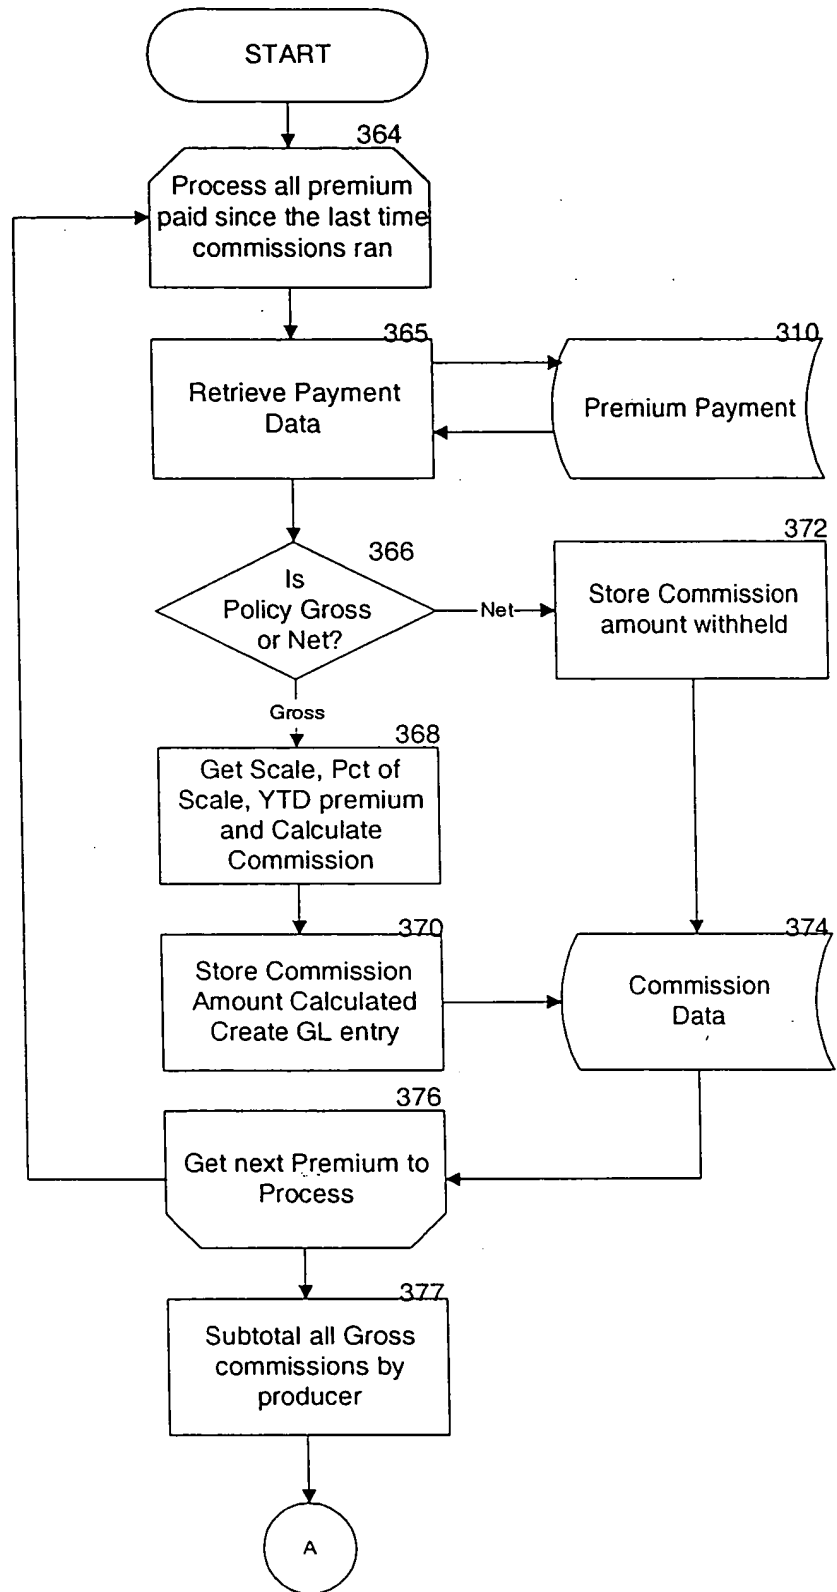 START
364
Process all premium
paid since the last time
commissions ran
365
Retrieve Payment
Data
310
Premium Payment
366
Is
Policy Gross
or Net?
Net
372
Store Commission
amount withheld
Gross
368
Get Scale, Pct of
Scale, YTD premium
and Calculate
Commission
370
Store Commission
Amount Calculated
Create GL entry
374
Commission
Data
376
Get next Premium to
Process
377
Subtotal all Gross
commissions by
producer
A